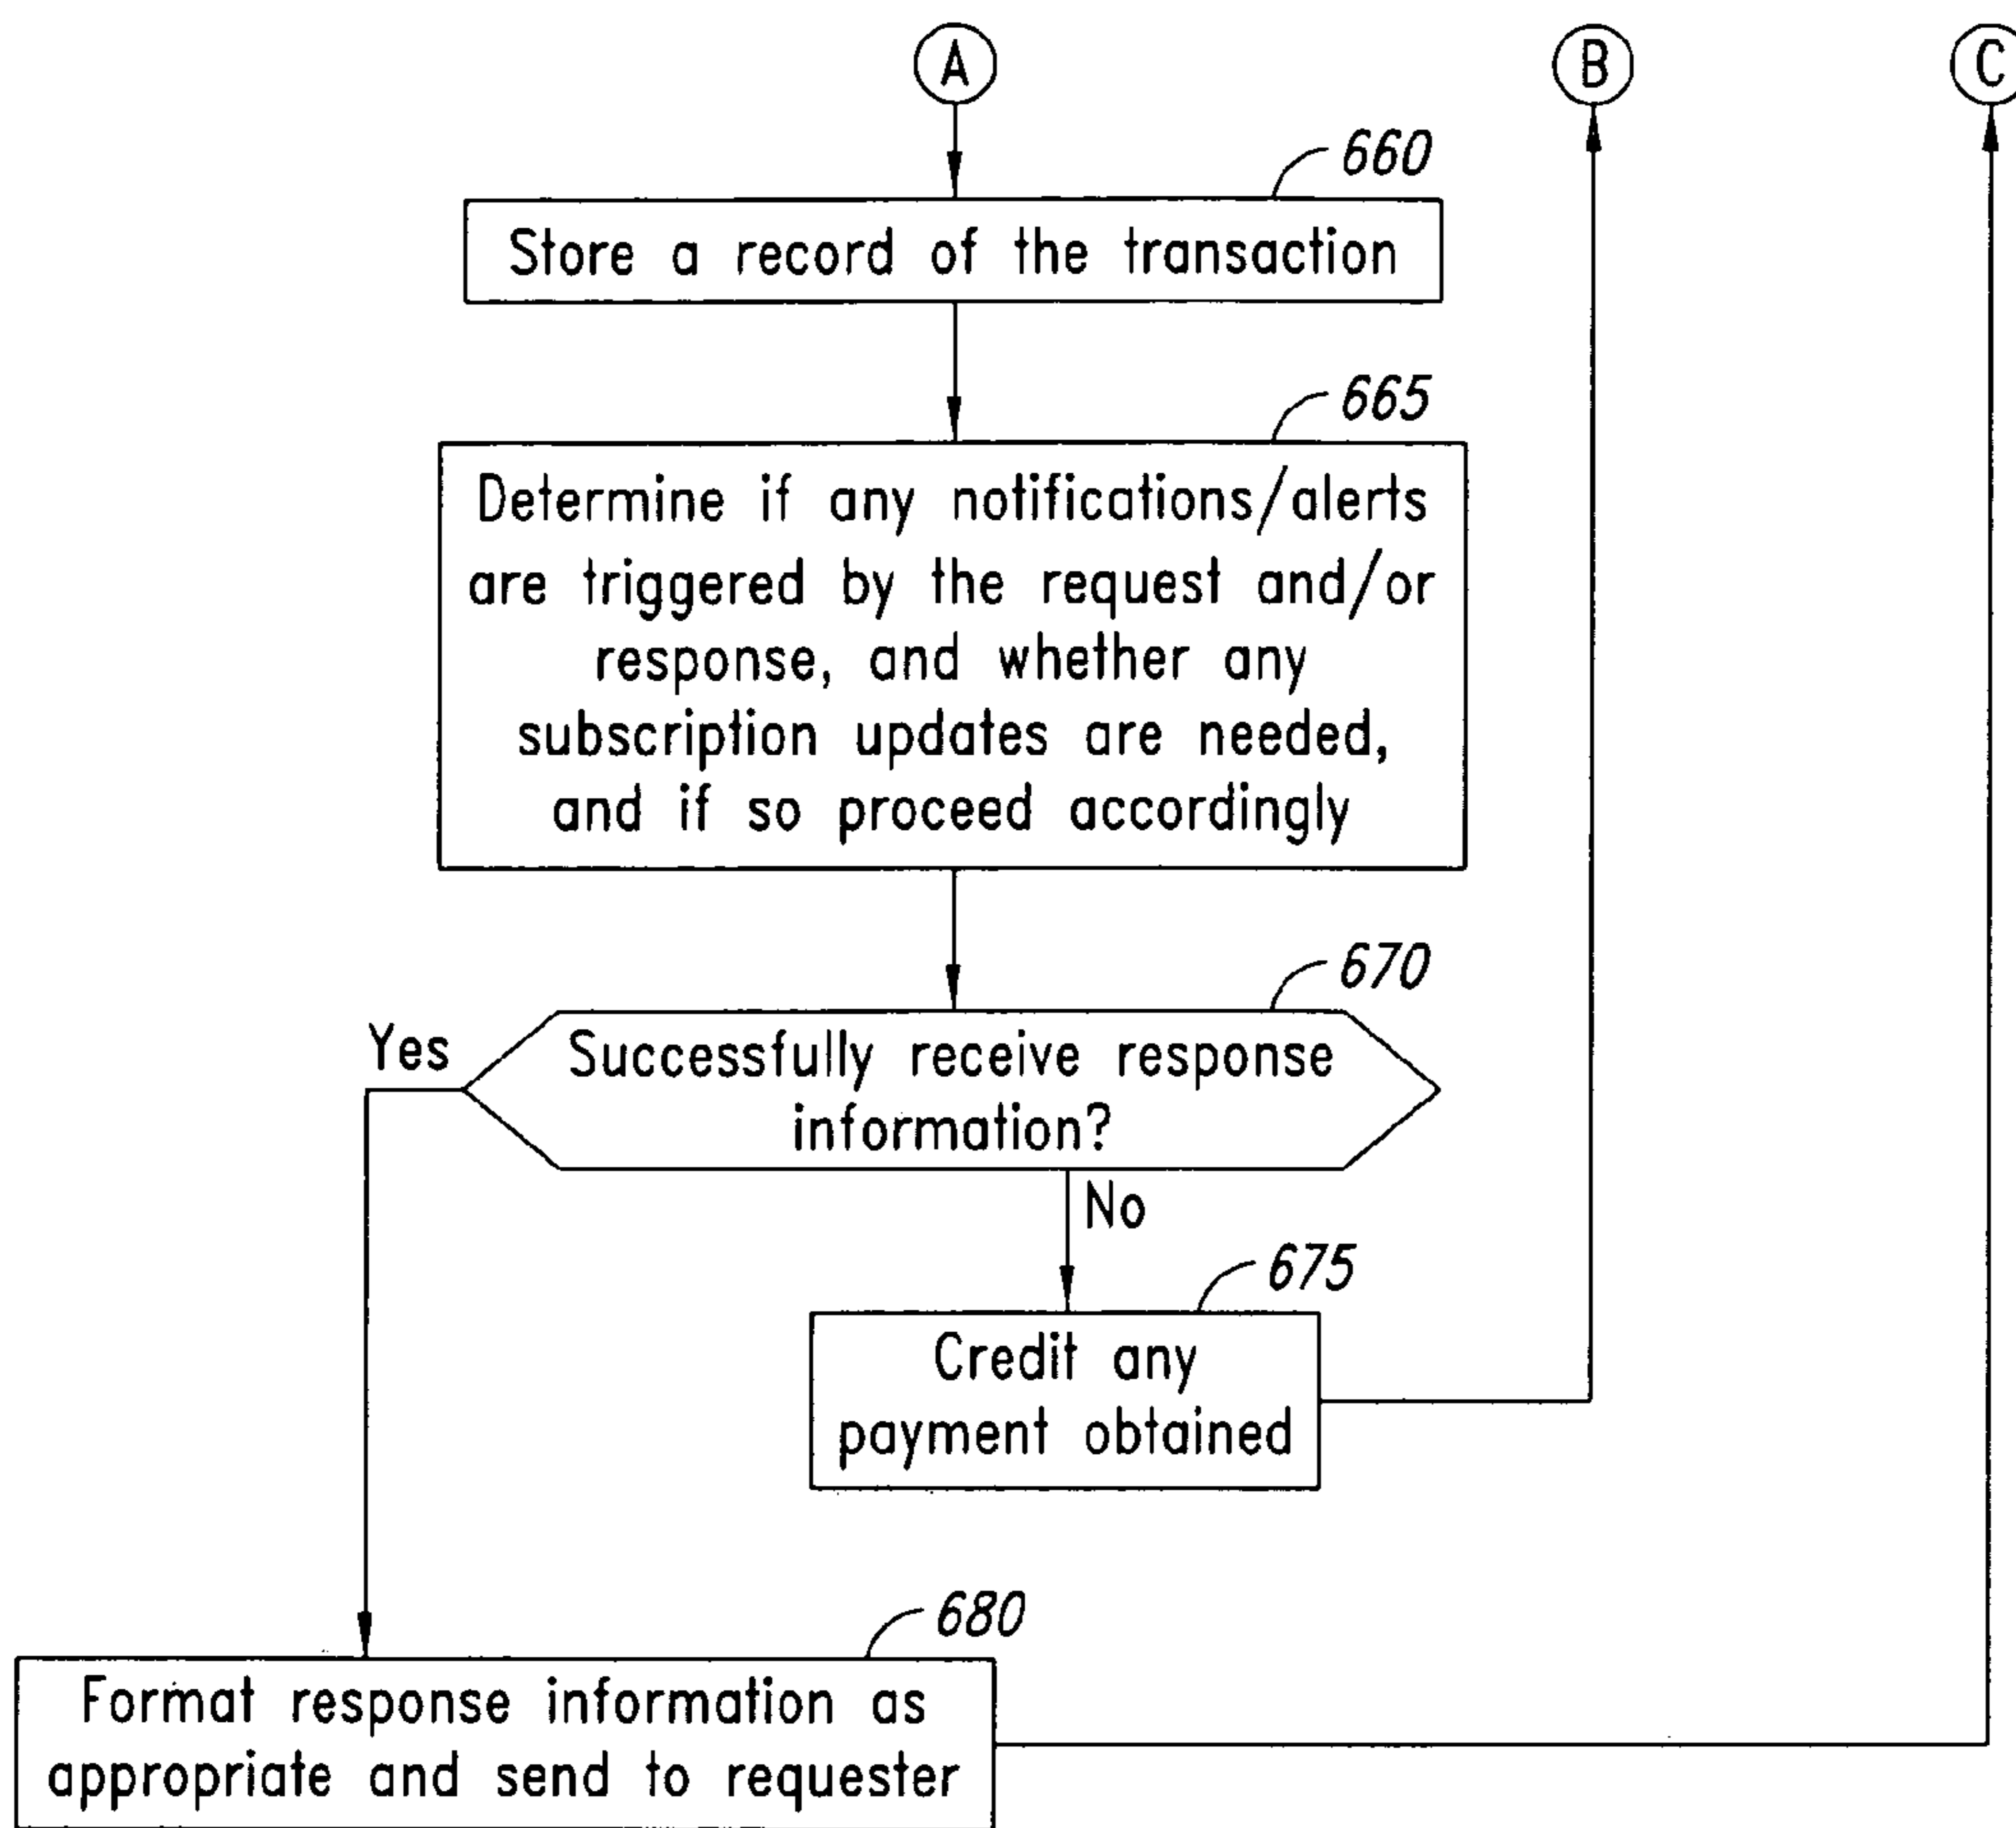 A
B
C
660
Store a record of the transaction
665
Determine if any notifications/alerts
are triggered by the request and/or
response, and whether any
subscription updates are needed,
and if so proceed accordingly
670
Yes
Successfully receive response
information?
No
675
Credit any
payment obtained
680
Format response information as
appropriate and send to requester